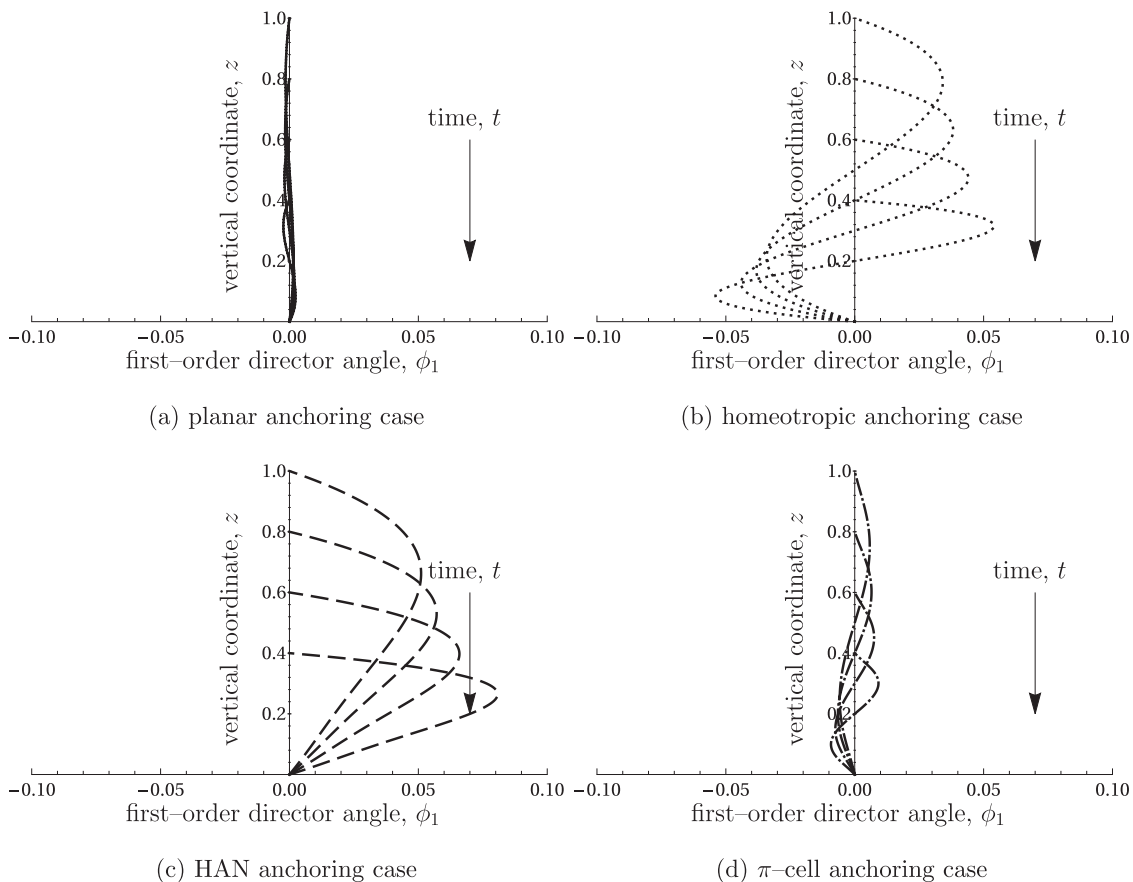 1.0
0.8
0.6
0.4
0.2
vertical coordinate, z
time, t
−0.10 −0.05 0.00 0.05 0.10
first–order director angle, ϕ₁
(a) planar anchoring case
1.0
0.8
0.6
0.4
0.2
vertical coordinate, z
time, t
−0.10 −0.05 0.00 0.05 0.10
first–order director angle, ϕ₁
(b) homeotropic anchoring case
1.0
0.8
0.6
0.4
0.2
vertical coordinate, z
time, t
−0.10 −0.05 0.00 0.05 0.10
first–order director angle, ϕ₁
(c) HAN anchoring case
1.0
0.8
0.6
0.4
0.2
vertical coordinate, z
time, t
−0.10 −0.05 0.00 0.05 0.10
first–order director angle, ϕ₁
(d) π–cell anchoring case